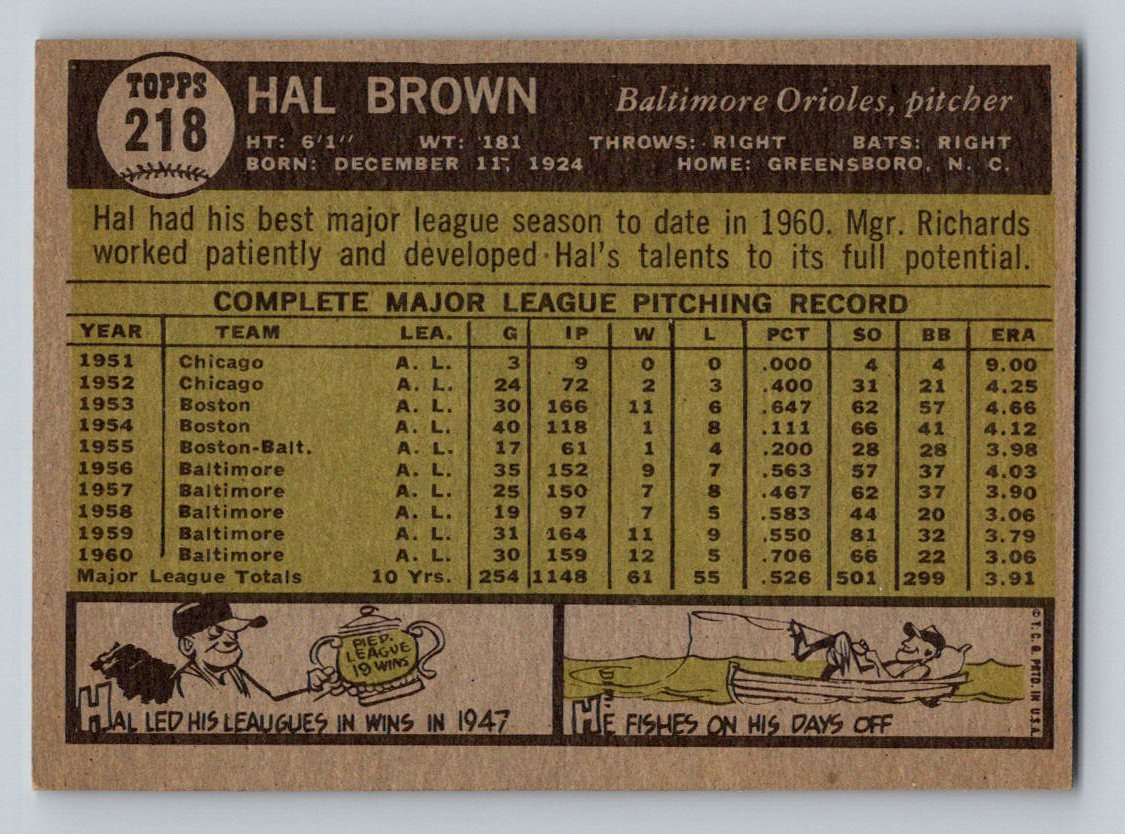 TOPPS
218
HAL BROWN Baltimore Orioles, pitcher
HT: 6'1" WT: 181 THROWS: RIGHT BATS: RIGHT
BORN: DECEMBER 11, 1924 HOME: GREENSBORO, N. C.
Hal had his best major league season to date in 1960. Mgr. Richards
worked patiently and developed Hal's talents to its full potential.
COMPLETE MAJOR LEAGUE PITCHING RECORD
YEAR TEAM LEA. G IP W L PCT SO BB ERA
1951 Chicago A. L. 3 9 0 0 .000 4 4 9.00
1952 Chicago A. L. 24 72 2 3 .400 31 21 4.25
1953 Boston A. L. 30 166 11 6 .647 62 57 4.66
1954 Boston A. L. 40 118 1 8 .111 66 41 4.12
1955 Boston-Balt. A. L. 17 61 1 4 .200 28 28 3.98
1956 Baltimore A. L. 35 152 9 7 .563 57 37 4.03
1957 Baltimore A. L. 25 150 7 8 .467 62 37 3.90
1958 Baltimore A. L. 19 97 7 5 .583 44 20 3.06
1959 Baltimore A. L. 31 164 11 9 .550 81 32 3.79
1960 Baltimore A. L. 30 159 12 5 .706 66 22 3.06
Major League Totals 10 Yrs. 254 1148 61 55 .526 501 299 3.91
PIED.
LEAGUE
19 WINS
HAL LED HIS LEAUGUES IN WINS IN 1947
HE FISHES ON HIS DAYS OFF
© T. C. G. PRTD. IN U.S.A.